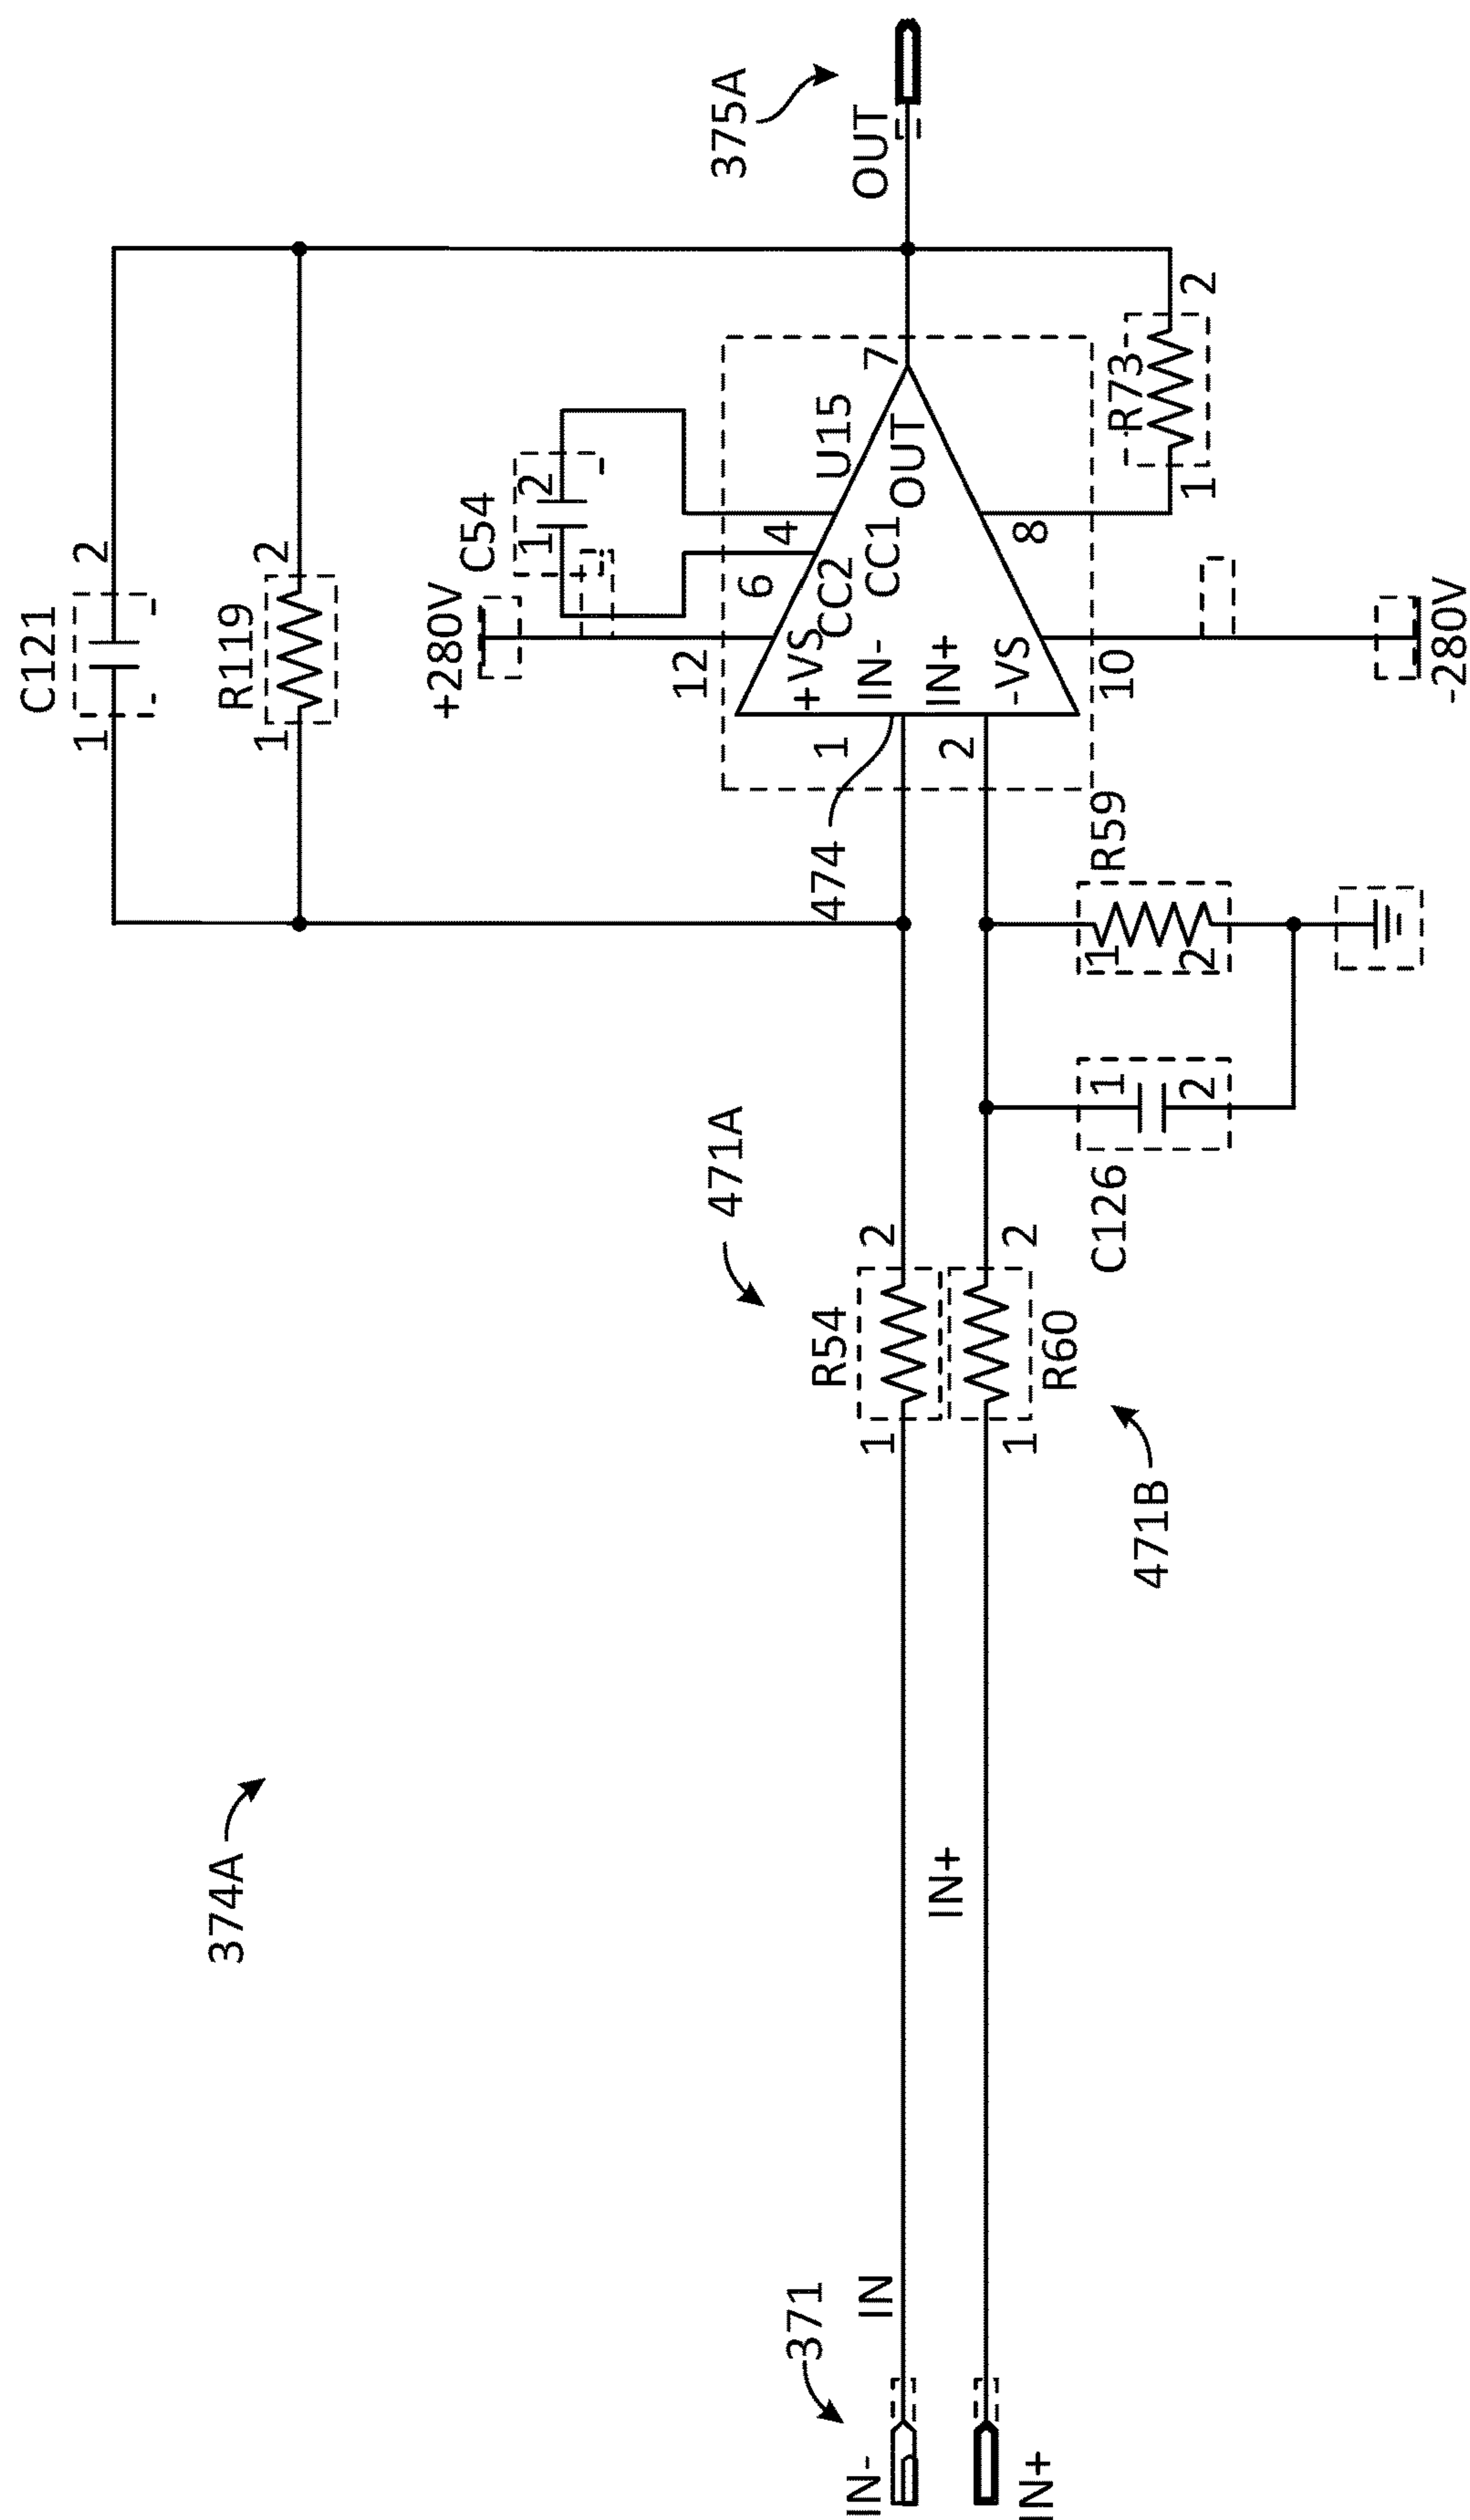 375A
OUT
C121
1
2
R119
1
2
+280V
C54
1
2
12
6
4
U15
7
+VS
CC2
CC1
OUT
IN-
IN+
-VS
1
2
8
10
474
R73
1
2
-280V
R59
1
2
C126
1
2
471A
R54
1
2
R60
1
2
471B
374A
IN+
IN
371
IN-
IN+